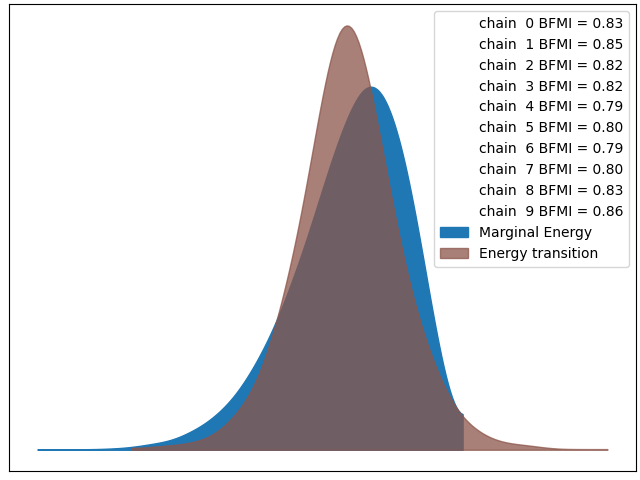 chain  0 BFMI = 0.83
chain  1 BFMI = 0.85
chain  2 BFMI = 0.82
chain  3 BFMI = 0.82
chain  4 BFMI = 0.79
chain  5 BFMI = 0.80
chain  6 BFMI = 0.79
chain  7 BFMI = 0.80
chain  8 BFMI = 0.83
chain  9 BFMI = 0.86
Marginal Energy
Energy transition